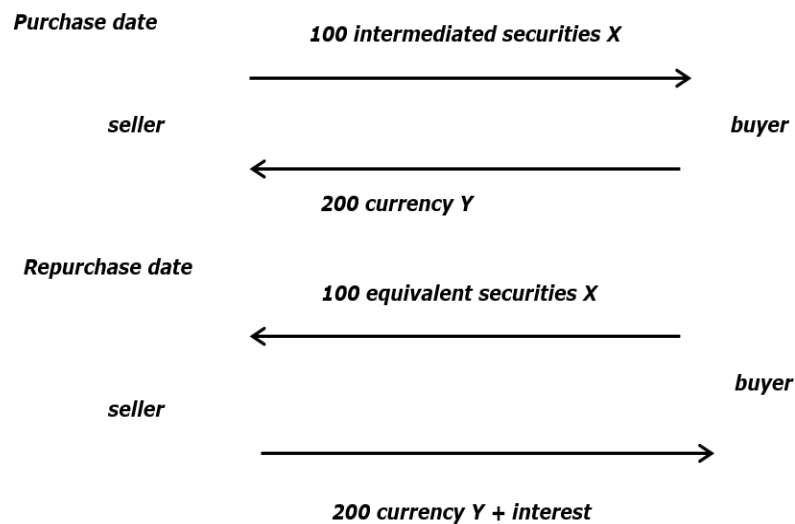 Purchase date
100 intermediated securities X
seller
buyer
200 currency Y
Repurchase date
100 equivalent securities X
buyer
seller
200 currency Y + interest